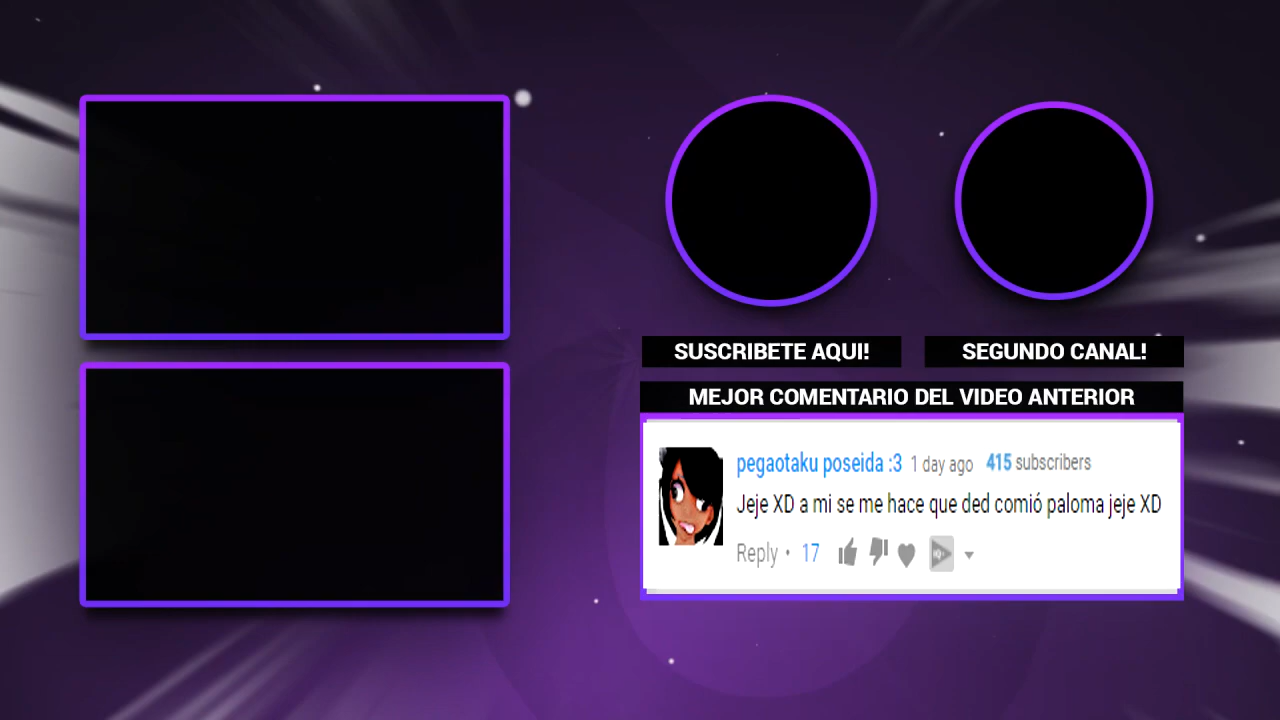 SUSCRIBETE AQUI!
SEGUNDO CANAL!
MEJOR COMENTARIO DEL VIDEO ANTERIOR
pegaotaku poseida :3 1 day ago 415 subscribers
Jeje XD a mi se me hace que ded comió paloma jeje XD
Reply • 17